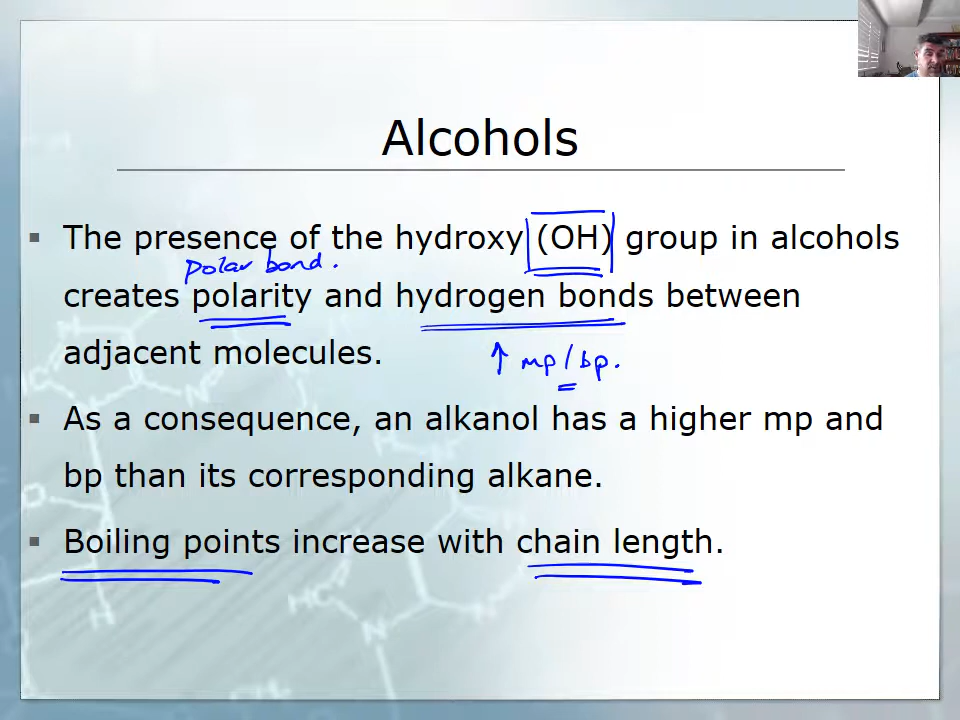 Alcohols
▪ The presence of the hydroxy (OH) group in alcohols
polar bond.
creates polarity and hydrogen bonds between
adjacent molecules.
↑ mp/bp.
▪ As a consequence, an alkanol has a higher mp and
bp than its corresponding alkane.
▪ Boiling points increase with chain length.